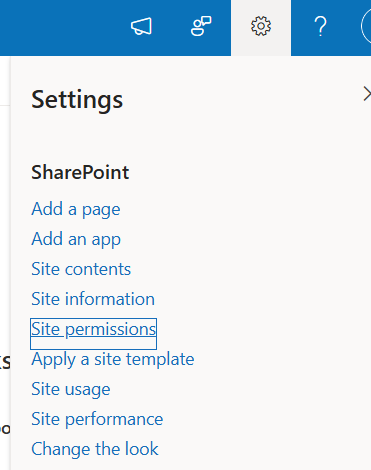 ?
Settings
SharePoint
Add a page
Add an app
Site contents
Site information
Site permissions
Apply a site template
Site usage
Site performance
Change the look